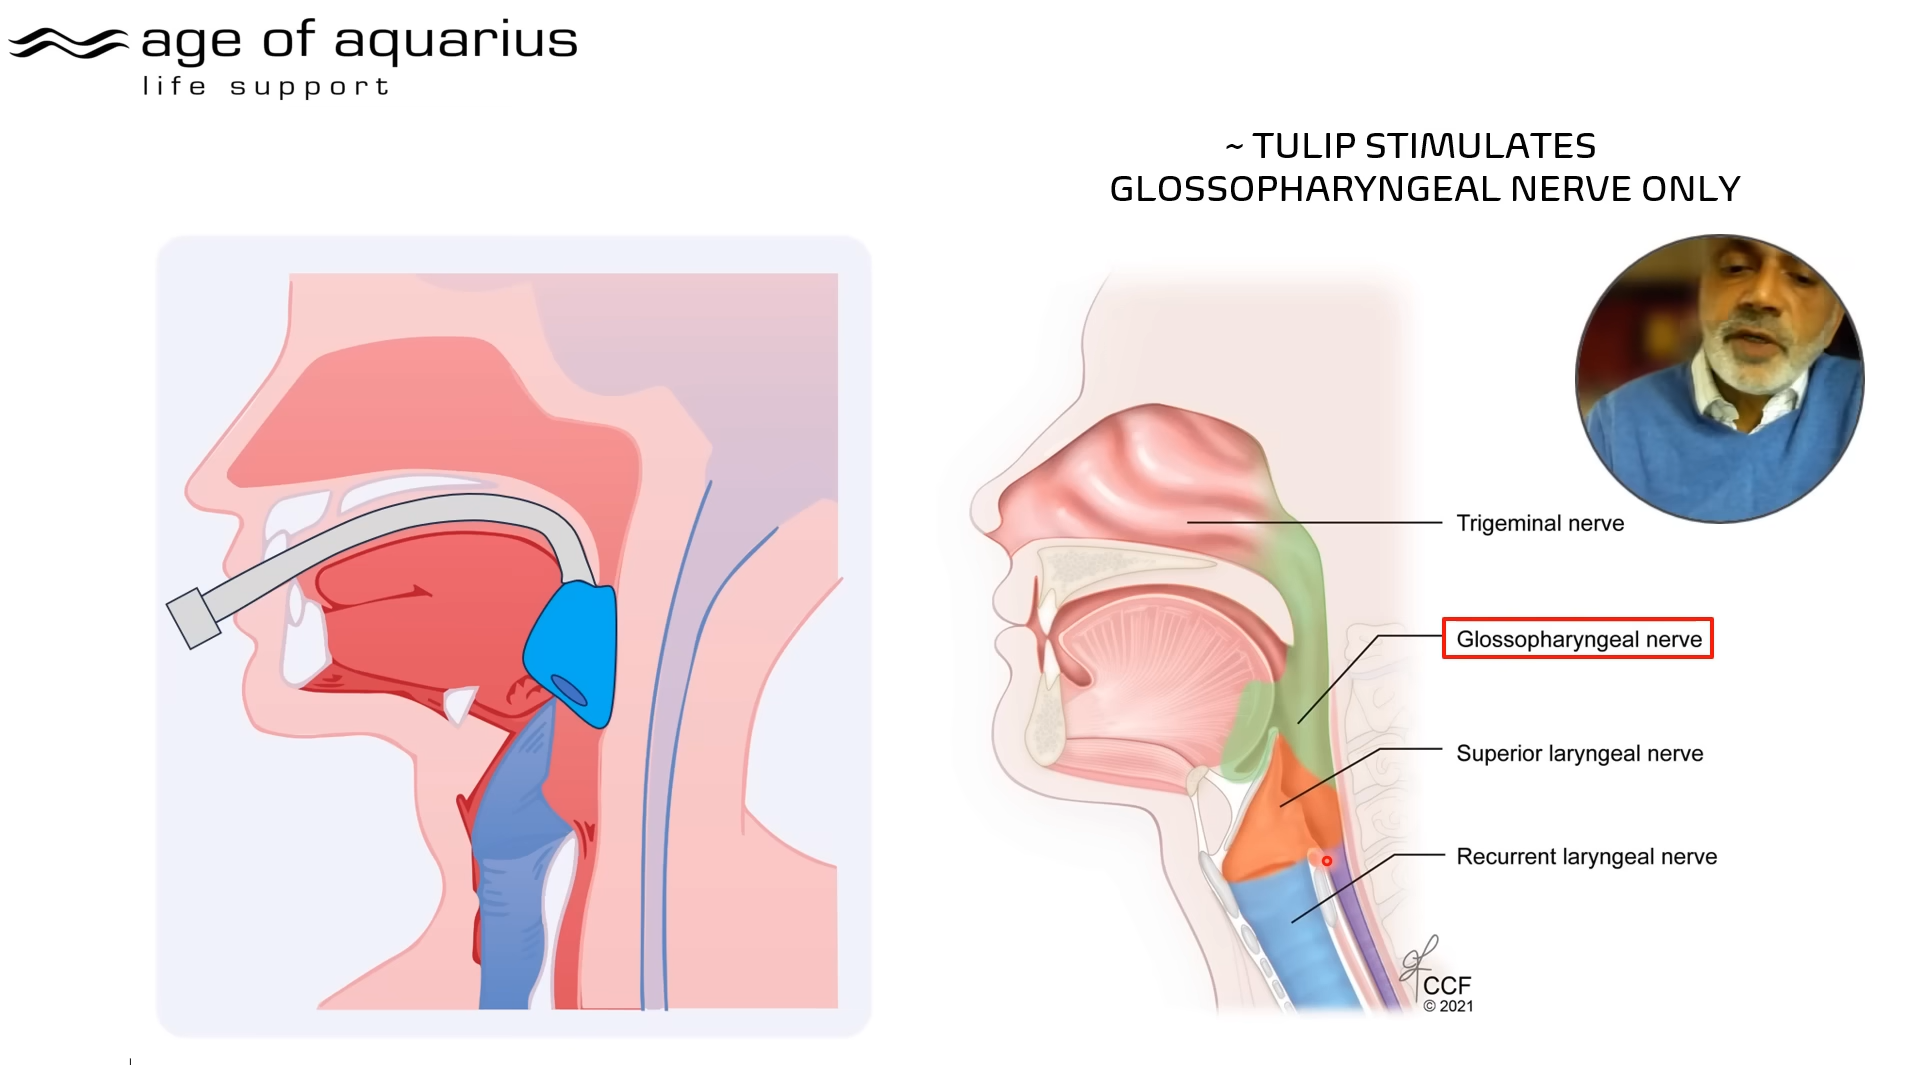 age of aquarius
life support
~ TULIP STIMULATES
GLOSSOPHARYNGEAL NERVE ONLY
Trigeminal nerve
Glossopharyngeal nerve
Superior laryngeal nerve
Recurrent laryngeal nerve
CCF
© 2021